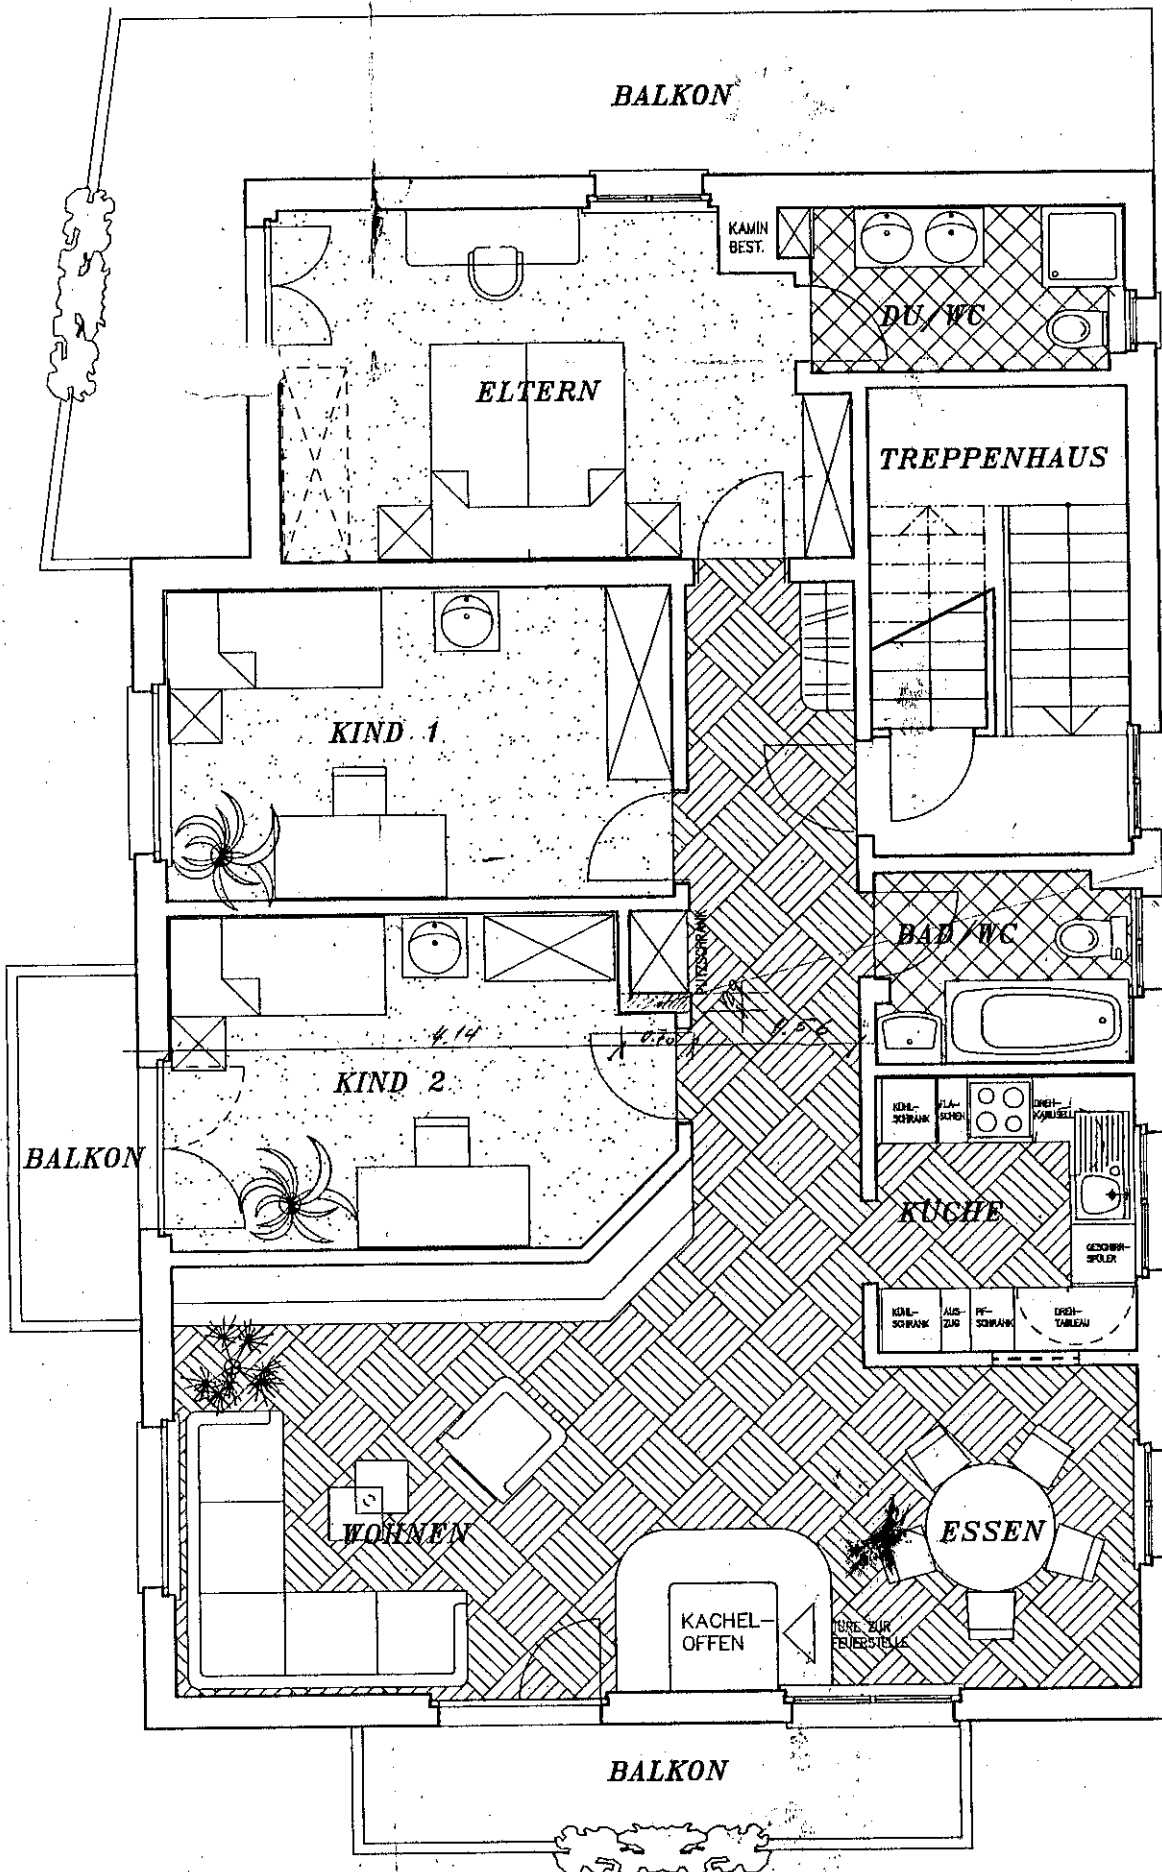 BALKON
KAMIN
BEST.
DU/WC
ELTERN
TREPPENHAUS
KIND 1
PUTZSCHRANK
BAD/WC
4.14
KIND 2
KÜHL-
SCHRANK
FLA-
SCHEN
DREH-
KARUSELL
BALKON
KÜCHE
GESCHIRR-
SPÜLER
KÜHL-
SCHRANK
AUS-
ZUG
PF-
SCHRANK
DREH-
TABLEAU
WOHNEN
ESSEN
KACHEL-
OFFEN
TÜRE ZUR
FEUERSTELLE
BALKON